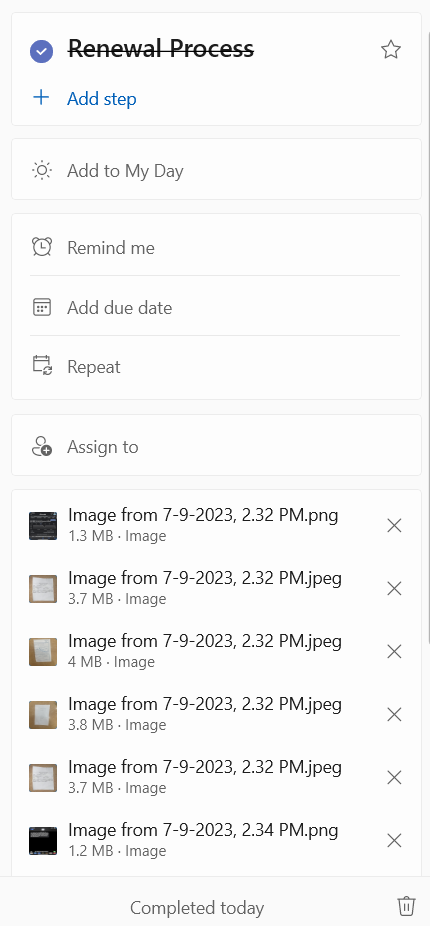 Renewal Process
Add step
Add to My Day
Remind me
Add due date
Repeat
Assign to
Image from 7-9-2023, 2.32 PM.png
1.3 MB · Image
Image from 7-9-2023, 2.32 PM.jpeg
3.7 MB · Image
Image from 7-9-2023, 2.32 PM.jpeg
4 MB · Image
Image from 7-9-2023, 2.32 PM.jpeg
3.8 MB · Image
Image from 7-9-2023, 2.32 PM.jpeg
3.7 MB · Image
Image from 7-9-2023, 2.34 PM.png
1.2 MB · Image
Completed today